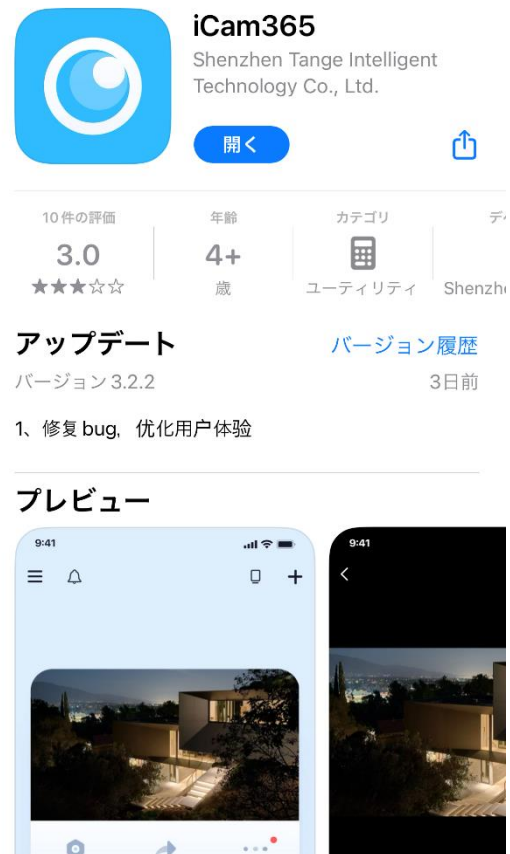 iCam365
Shenzhen Tange Intelligent
Technology Co., Ltd.
開く
10件の評価
年齢
カテゴリ
3.0
4+
★★★☆☆
歳
ユーティリティ
アップデート
バージョン履歴
バージョン 3.2.2
3日前
1、修复 bug，优化用户体验
プレビュー
9:41
9:41